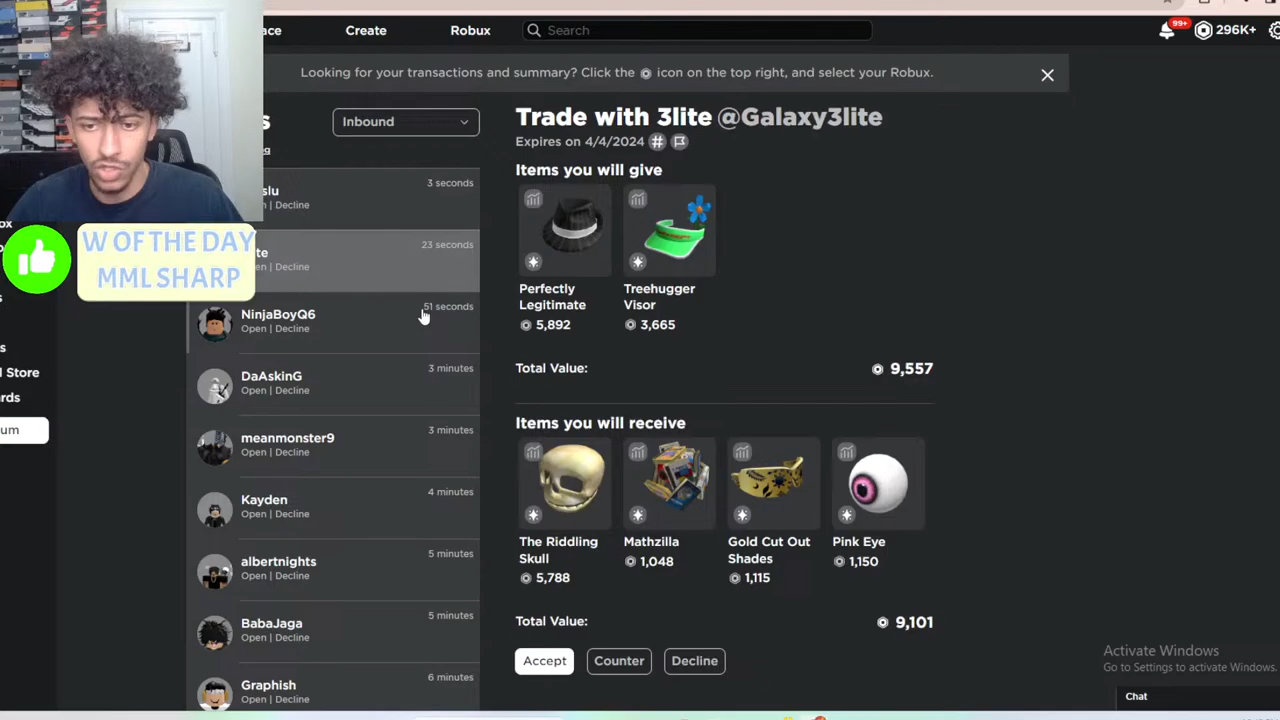 Create
Robux
Search
99+
296K+
Looking for your transactions and summary? Click the icon on the top right, and select your Robux.
Inbound
Trade with 3lite @Galaxy3lite
Expires on 4/4/2024
Items you will give
Perfectly
Legitimate
5,892
Treehugger
Visor
3,665
Total Value:
9,557
Items you will receive
The Riddling
Skull
5,788
Mathzilla
1,048
Gold Cut Out
Shades
1,115
Pink Eye
1,150
Total Value:
9,101
Accept
Counter
Decline
3 seconds
| Decline
23 seconds
| Decline
NinjaBoyQ6
51 seconds
Open | Decline
DaAskinG
3 minutes
Open | Decline
meanmonster9
3 minutes
Open | Decline
Kayden
4 minutes
Open | Decline
albertnights
5 minutes
Open | Decline
BabaJaga
5 minutes
Open | Decline
Graphish
6 minutes
Open | Decline
W OF THE DAY
MML SHARP
Store
Activate Windows
Go to Settings to activate Windows.
Chat